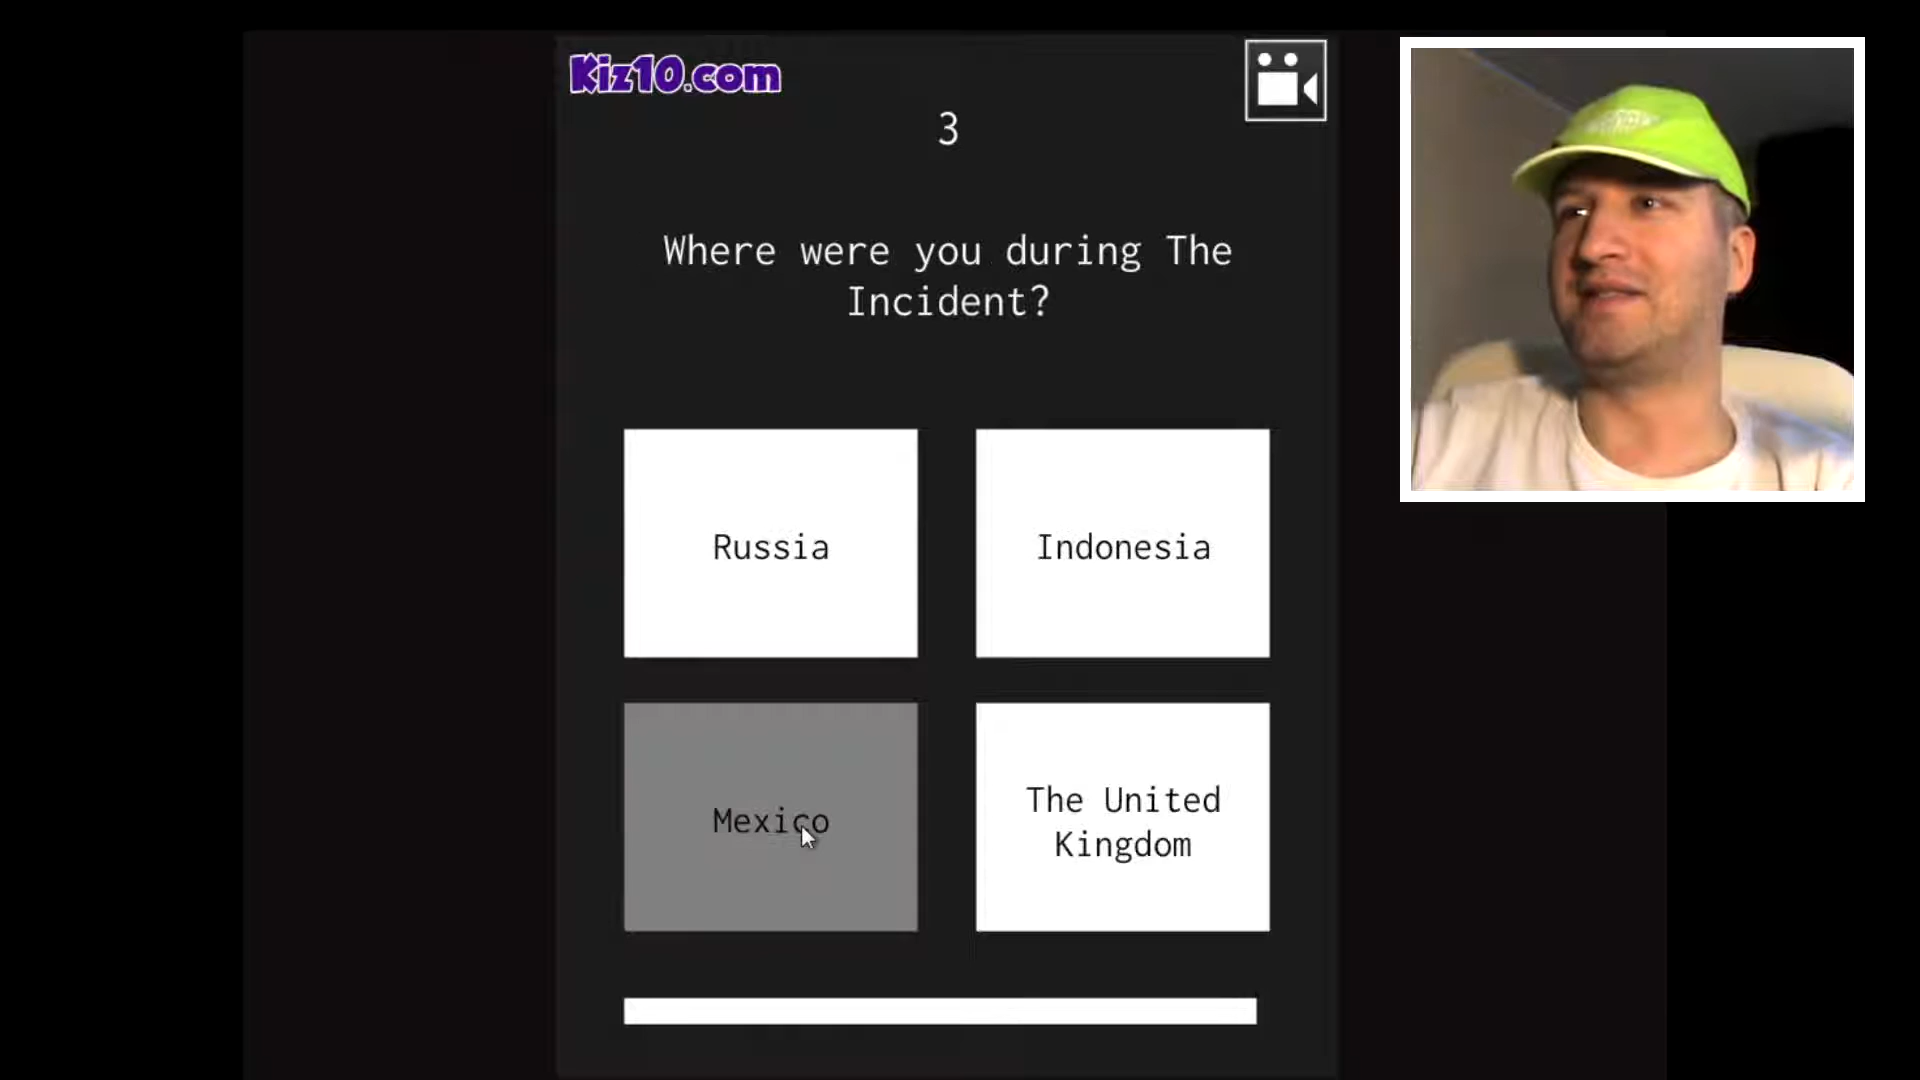 Kiz10.com
3
Where were you during The
Incident?
Russia
Indonesia
Mexico
The United
Kingdom